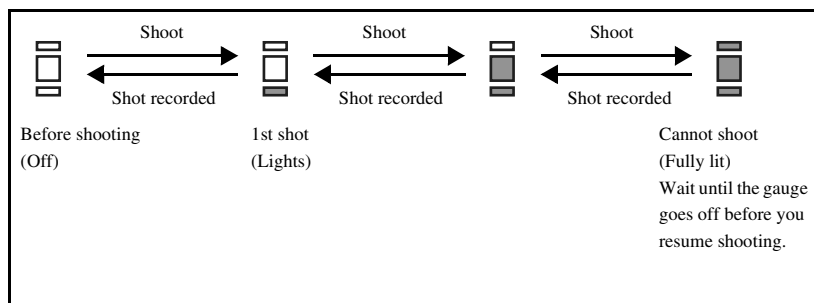 Shoot
Shoot
Shoot
Shot recorded
Shot recorded
Shot recorded
Before shooting
(Off)
1st shot
(Lights)
Cannot shoot
(Fully lit)
Wait until the gauge
goes off before you
resume shooting.